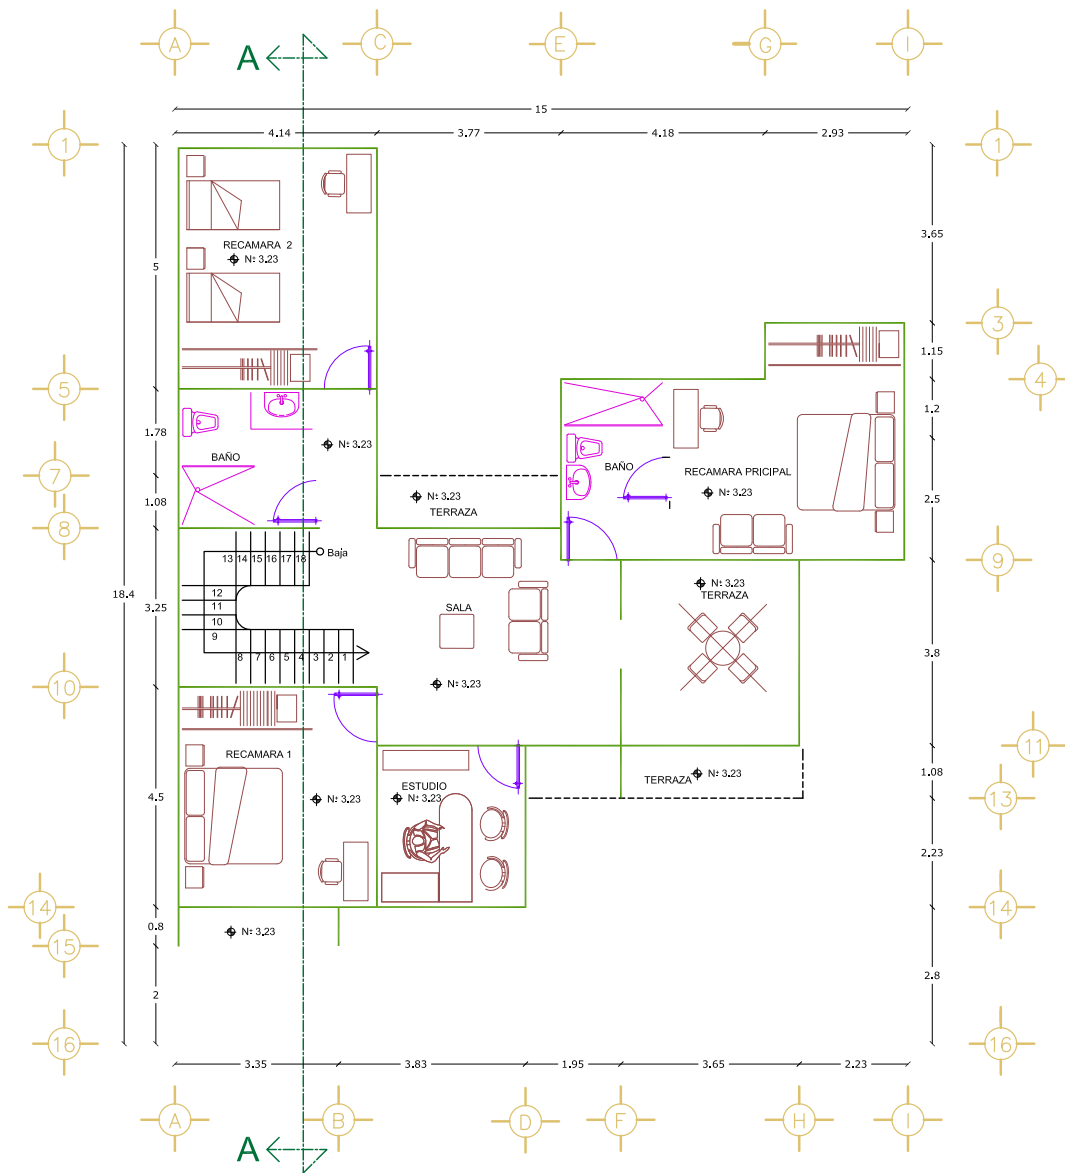 A C E G I
A
15
4.14 3.77 4.18 2.93
1 1
3.65
RECAMARA 2
N: 3.23
5
3
1.15
4
5
1.2
1.78
BAÑO
N: 3.23
BAÑO
RECAMARA PRICIPAL
N: 3.23
7
N: 3.23
TERRAZA
2.5
1.08
8
13 14 15 16 17 18
Baja
9
12
11
10
9
8 7 6 5 4 3 2 1
18.4
3.25
SALA
N: 3.23
TERRAZA
3.8
10
N: 3.23
RECAMARA 1
11
TERRAZA
N: 3.23
1.08
ESTUDIO
N: 3.23
N: 3.23
13
4.5
2.23
14 14
0.8
N: 3.23
15
2.8
2
16 16
3.35 3.83 1.95 3.65 2.23
A B D F H I
A